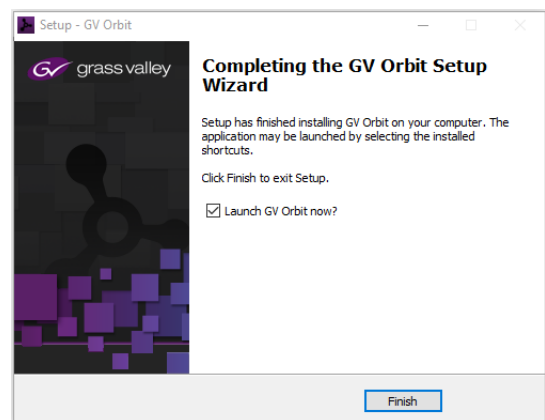 Setup - GV Orbit
GV grass valley
Completing the GV Orbit Setup
Wizard
Setup has finished installing GV Orbit on your computer. The
application may be launched by selecting the installed
shortcuts.
Click Finish to exit Setup.
Launch GV Orbit now?
Finish